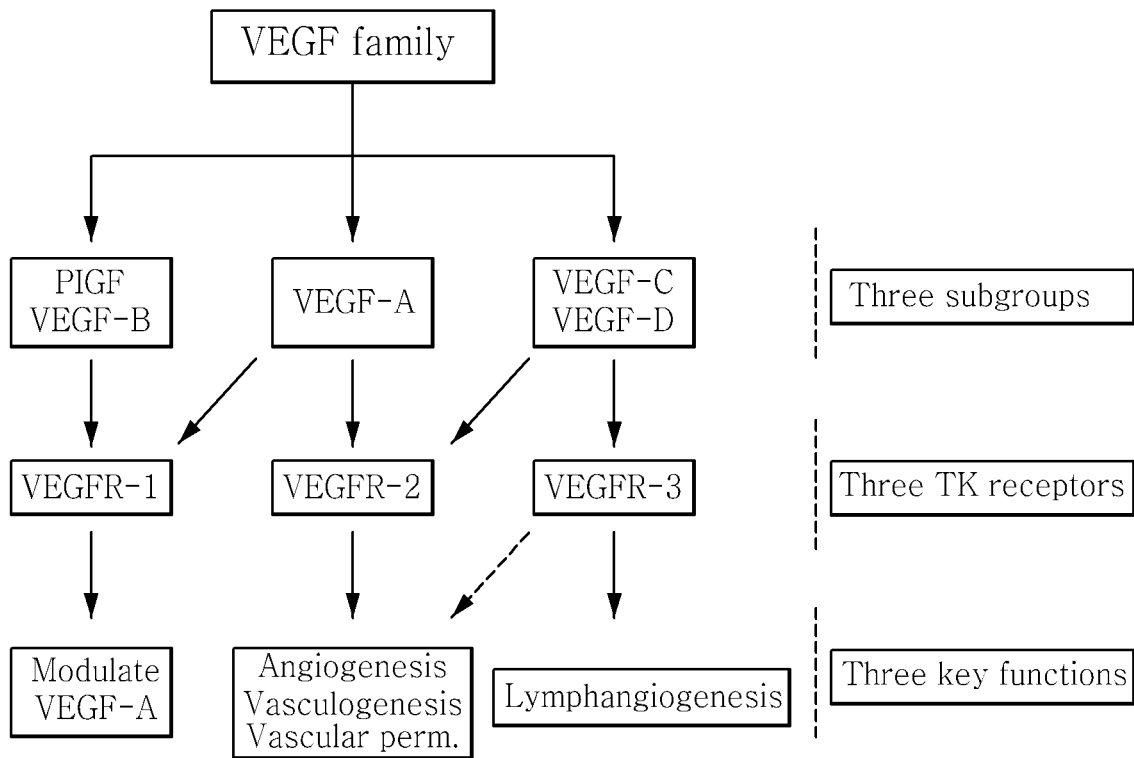 VEGF family
PIGF
VEGF-B
VEGF-A
VEGF-C
VEGF-D
Three subgroups
VEGFR-1
VEGFR-2
VEGFR-3
Three TK receptors
Modulate
VEGF-A
Angiogenesis
Vasculogenesis
Vascular perm.
Lymphangiogenesis
Three key functions